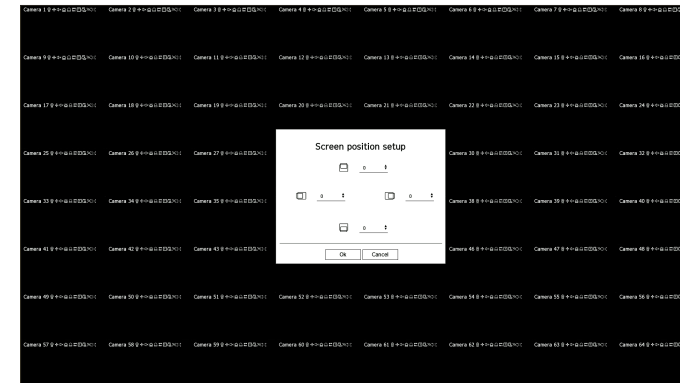 Camera 1 Camera 2 Camera 3 Camera 4 Camera 5 Camera 6 Camera 7 Camera 8
Camera 9 Camera 10 Camera 11 Camera 12 Camera 13 Camera 14 Camera 15 Camera 16
Camera 17 Camera 18 Camera 19 Camera 20 Camera 21 Camera 22 Camera 23 Camera 24
Screen position setup
Camera 25 Camera 26 Camera 27 Camera 30 Camera 31 Camera 32
0
Camera 33 Camera 34 Camera 35 Camera 38 Camera 39 Camera 40
0 0
0
Camera 41 Camera 42 Camera 43 Camera 46 Camera 47 Camera 48
Ok Cancel
Camera 49 Camera 50 Camera 51 Camera 52 Camera 53 Camera 54 Camera 55 Camera 56
Camera 57 Camera 58 Camera 59 Camera 60 Camera 61 Camera 62 Camera 63 Camera 64